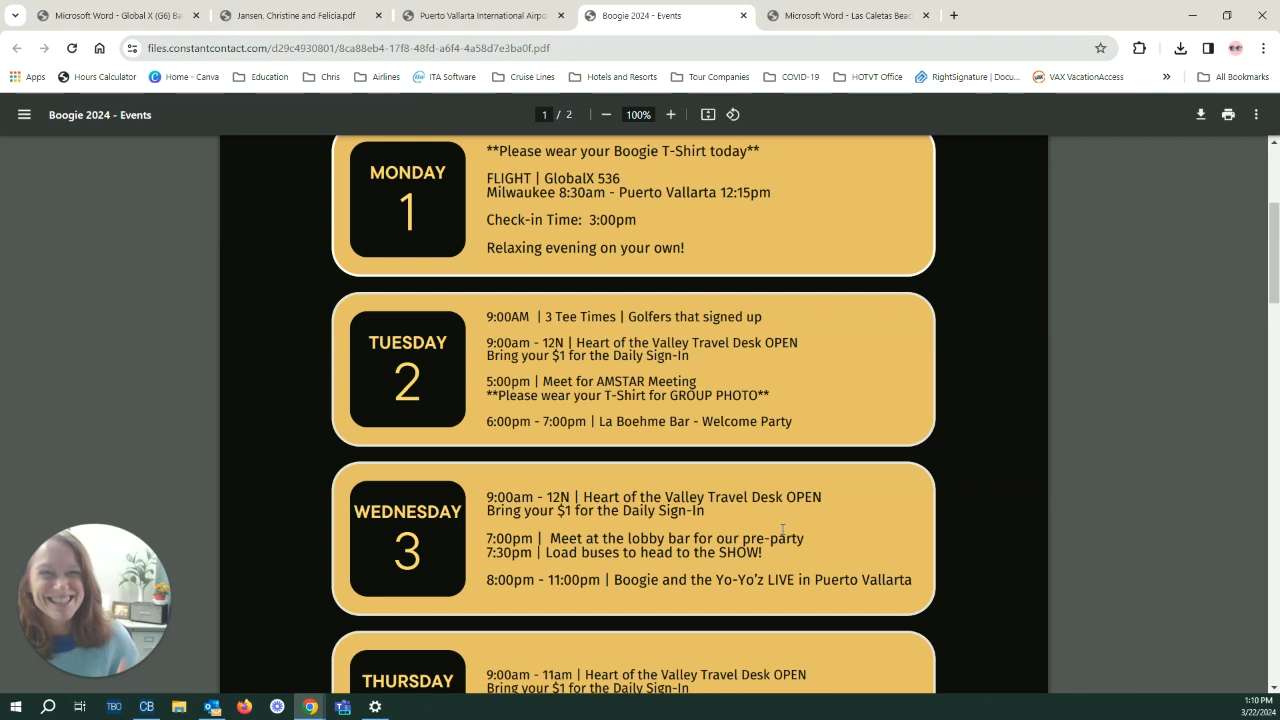 Microsoft Word - Global X (G6) Ba
Jansen, Christine and Felicia.pdf
Puerto Vallarta International Airpo
Boogie 2024 - Events
Microsoft Word - Las Caletas Beac
files.constantcontact.com/d29c4930801/8ca88eb4-17f8-48fd-a6f4-4a58d7e3ba0f.pdf
Apps
Hours Calculator
Home - Canva
Education
Chris
Airlines
ITA Software
Cruise Lines
Hotels and Resorts
Tour Companies
COVID-19
HOTVT Office
RightSignature | Docu...
VAX VacationAccess
All Bookmarks
Boogie 2024 - Events
1 / 2
100%
MONDAY
1
**Please wear your Boogie T-Shirt today**
FLIGHT | GlobalX 536
Milwaukee 8:30am - Puerto Vallarta 12:15pm
Check-in Time: 3:00pm
Relaxing evening on your own!
TUESDAY
2
9:00AM | 3 Tee Times | Golfers that signed up
9:00am - 12N | Heart of the Valley Travel Desk OPEN
Bring your $1 for the Daily Sign-In
5:00pm | Meet for AMSTAR Meeting
**Please wear your T-Shirt for GROUP PHOTO**
6:00pm - 7:00pm | La Boehme Bar - Welcome Party
WEDNESDAY
3
9:00am - 12N | Heart of the Valley Travel Desk OPEN
Bring your $1 for the Daily Sign-In
7:00pm | Meet at the lobby bar for our pre-party
7:30pm | Load buses to head to the SHOW!
8:00pm - 11:00pm | Boogie and the Yo-Yo'z LIVE in Puerto Vallarta
THURSDAY
9:00am - 11am | Heart of the Valley Travel Desk OPEN
Bring your $1 for the Daily Sign-In
TBO
CB
1:10 PM
3/22/2024